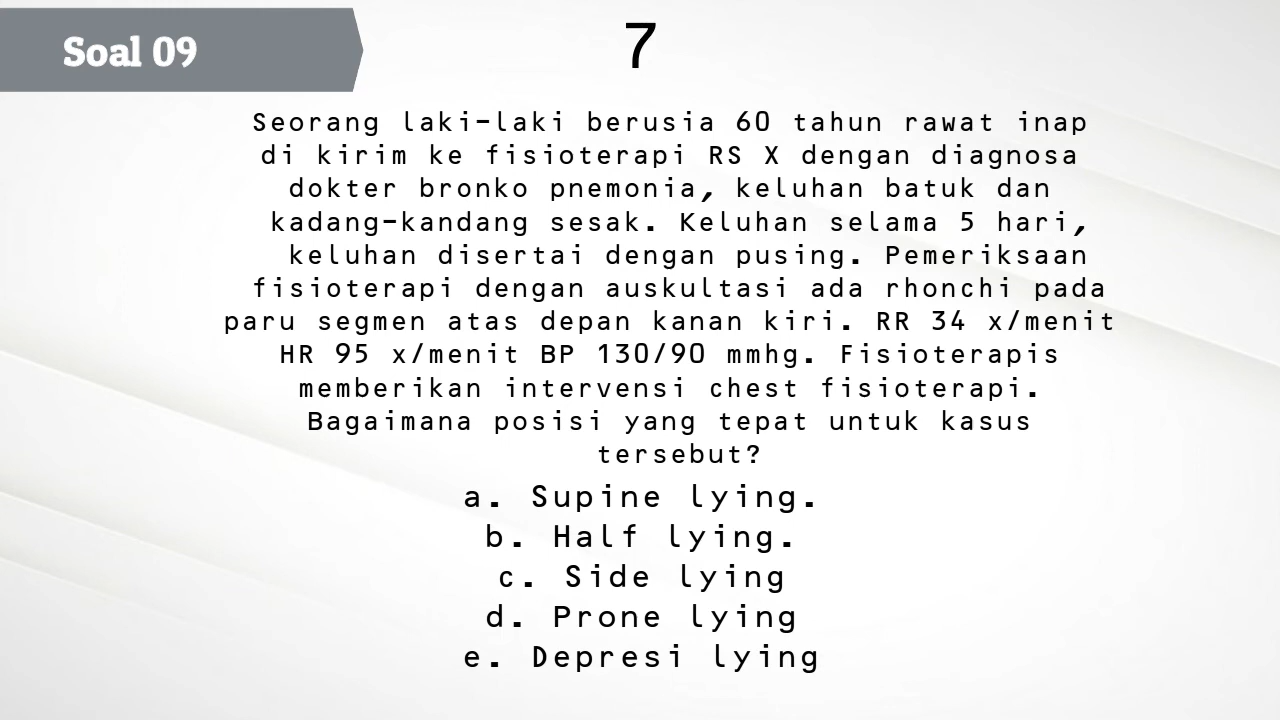 Soal 09
7
Seorang laki-laki berusia 60 tahun rawat inap
di kirim ke fisioterapi RS X dengan diagnosa
dokter bronko pnemonia, keluhan batuk dan
kadang-kandang sesak. Keluhan selama 5 hari,
keluhan disertai dengan pusing. Pemeriksaan
fisioterapi dengan auskultasi ada rhonchi pada
paru segmen atas depan kanan kiri. RR 34 x/menit
HR 95 x/menit BP 130/90 mmhg. Fisioterapis
memberikan intervensi chest fisioterapi.
Bagaimana posisi yang tepat untuk kasus
tersebut?
a. Supine lying.
b. Half lying.
c. Side lying
d. Prone lying
e. Depresi lying